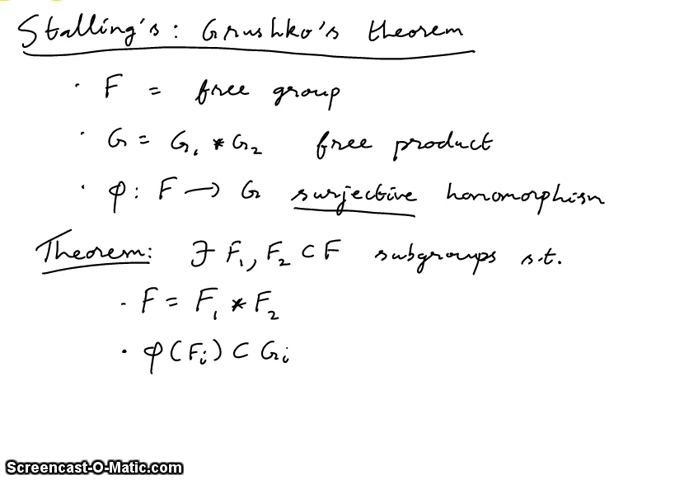 Stalling's: Grushko's theorem
· F = free group
· G = G₁ * G₂ free product
· φ: F → G surjective homomorphism
Theorem: ∃ F₁, F₂ ⊂ F subgroups s.t.
· F = F₁ * F₂
· φ(Fᵢ) ⊂ Gᵢ
Screencast-O-Matic.com